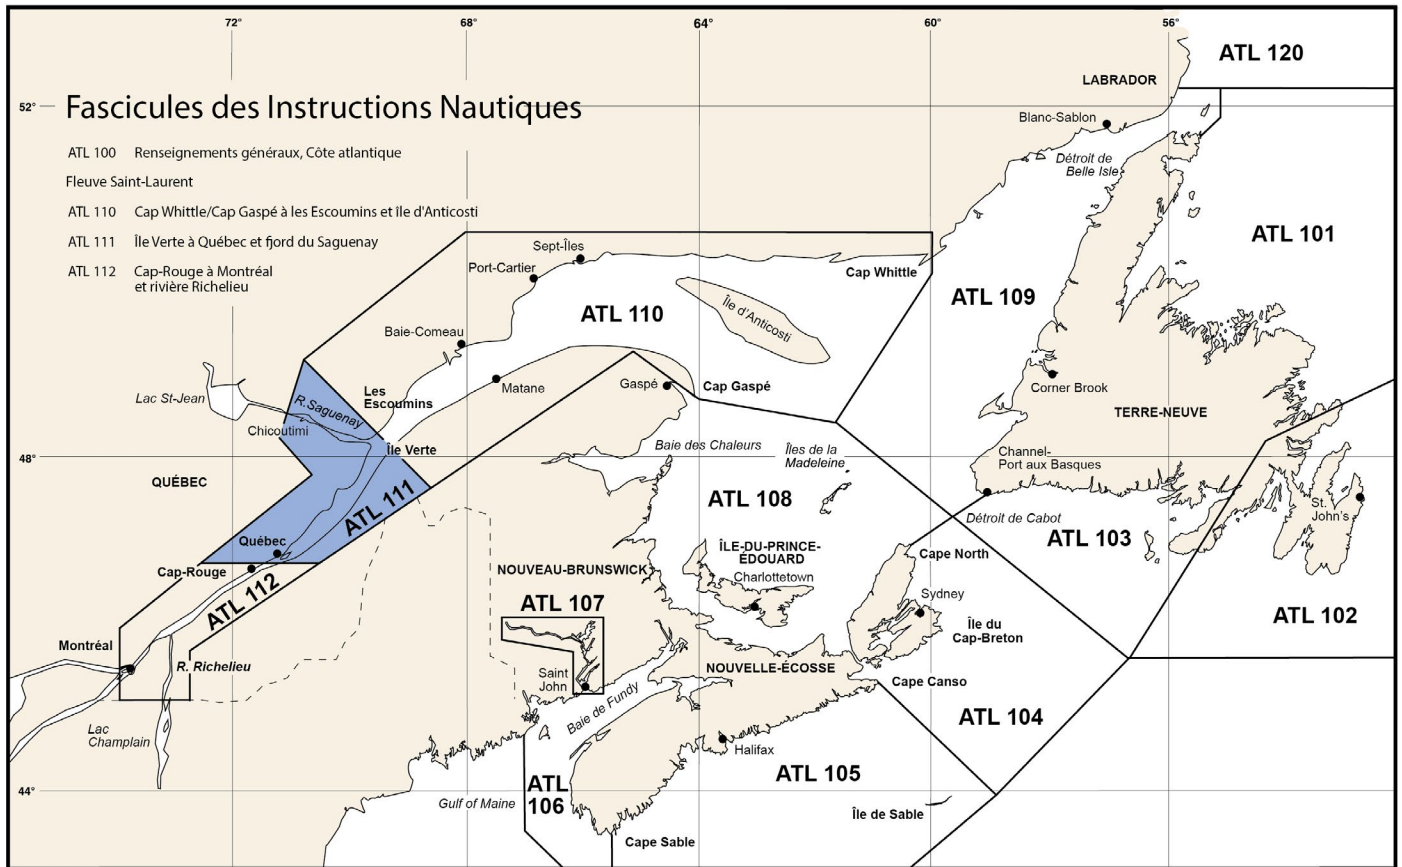 72° 68° 64° 60° 56°
ATL 120
LABRADOR
52°
Fascicules des Instructions Nautiques
Blanc-Sablon
ATL 100 Renseignements généraux, Côte atlantique
Détroit de
Belle Isle
Fleuve Saint-Laurent
ATL 110 Cap Whittle/Cap Gaspé à les Escoumins et île d'Anticosti
ATL 111 Île Verte à Québec et fjord du Saguenay
ATL 112 Cap-Rouge à Montréal
et rivière Richelieu
ATL 101
Sept-Îles
Port-Cartier
Cap Whittle
ATL 109
ATL 110
Île d'Anticosti
Baie-Comeau
Matane
Gaspé
Cap Gaspé
Corner Brook
TERRE-NEUVE
Les
Escoumins
Lac St-Jean
R.Saguenay
Chicoutimi
Île Verte
Baie des Chaleurs
Îles de la
Madeleine
Channel-
Port aux Basques
48°
QUÉBEC
ATL 111
ATL 108
St.
John's
Détroit de Cabot
ATL 103
Québec
Cap-Rouge
ATL 112
NOUVEAU-BRUNSWICK
ÎLE-DU-PRINCE-
ÉDOUARD
Charlottetown
Cape North
Sydney
ATL 107
ATL 102
Île du
Cap-Breton
Montréal
R. Richelieu
Saint
John
NOUVELLE-ÉCOSSE
Cape Canso
Baie de Fundy
ATL 104
Lac
Champlain
Halifax
ATL 105
44°
Gulf of Maine
ATL
106
Île de Sable
Cape Sable